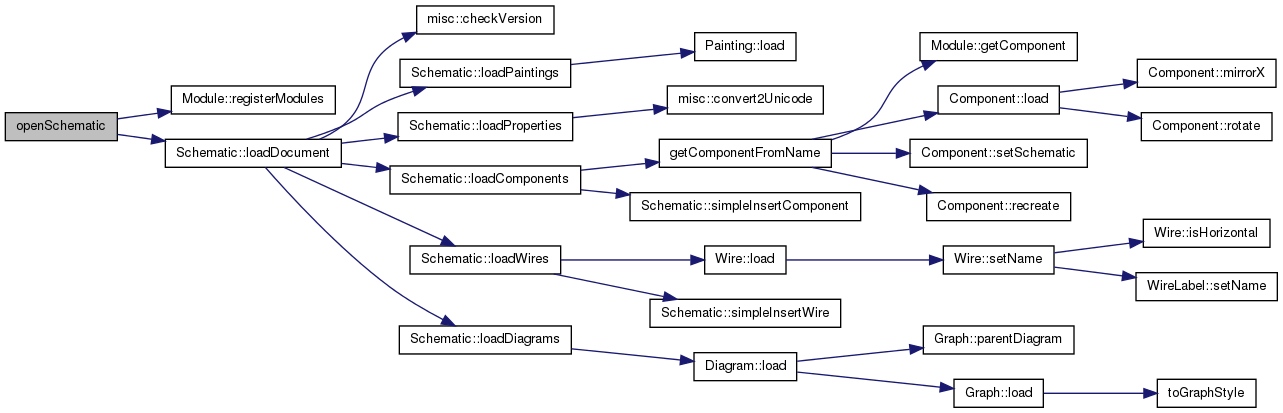 openSchematic
Module::registerModules
Schematic::loadDocument
misc::checkVersion
Schematic::loadPaintings
Schematic::loadProperties
Schematic::loadComponents
Schematic::loadWires
Schematic::loadDiagrams
Painting::load
misc::convert2Unicode
getComponentFromName
Schematic::simpleInsertComponent
Wire::load
Schematic::simpleInsertWire
Diagram::load
Module::getComponent
Component::load
Component::setSchematic
Component::recreate
Wire::setName
Graph::parentDiagram
Graph::load
Component::mirrorX
Component::rotate
Wire::isHorizontal
WireLabel::setName
toGraphStyle